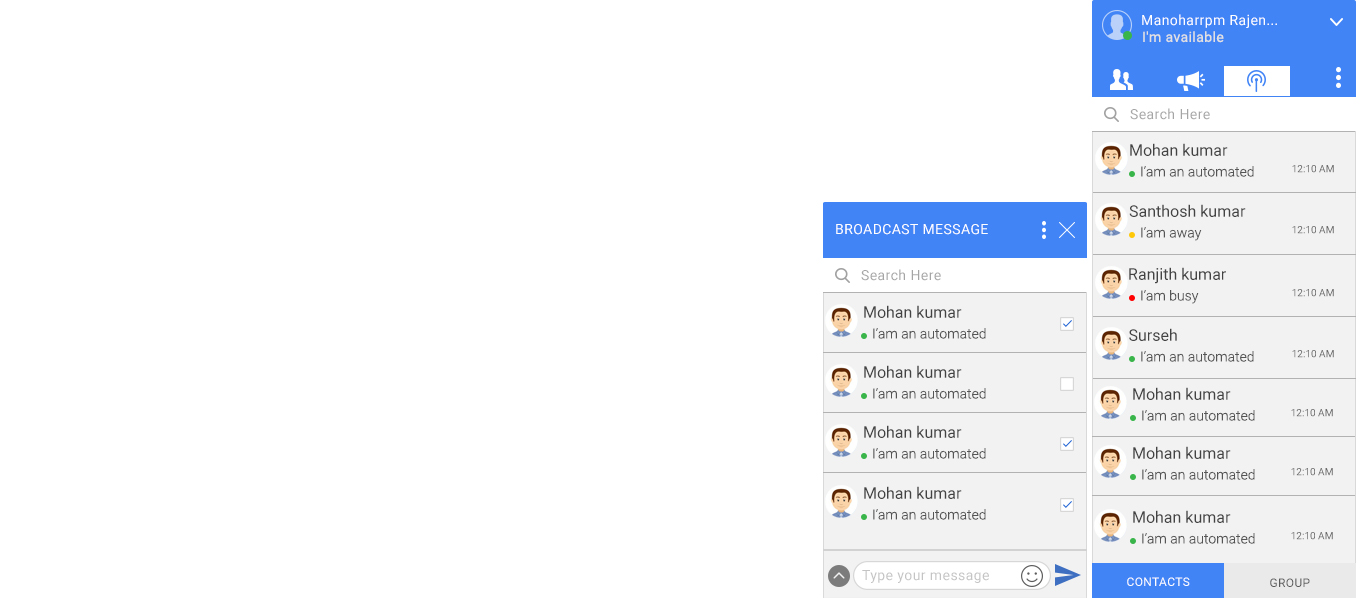 Manoharrpm Rajen...
I'm available
Search Here
Mohan kumar
I'am an automated
12:10 AM
Santhosh kumar
I'am away
12:10 AM
Ranjith kumar
I'am busy
12:10 AM
Surseh
I'am an automated
12:10 AM
Mohan kumar
I'am an automated
12:10 AM
Mohan kumar
I'am an automated
12:10 AM
Mohan kumar
I'am an automated
12:10 AM
CONTACTS
GROUP
BROADCAST MESSAGE
Search Here
Mohan kumar
I'am an automated
Mohan kumar
I'am an automated
Mohan kumar
I'am an automated
Mohan kumar
I'am an automated
Type your message